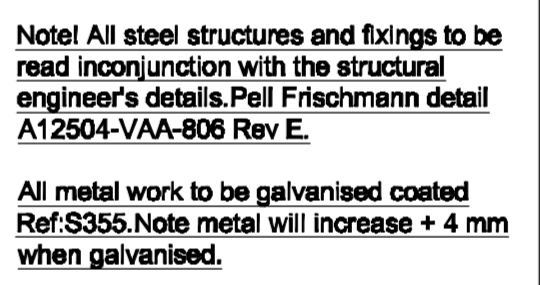 Note! All steel structures and fixings to be
read inconjunction with the structural
engineer's details.Pell Frischmann detail
A12504-VAA-806 Rev E.
All metal work to be galvanised coated
Ref:S355.Note metal will increase + 4 mm
when galvanised.